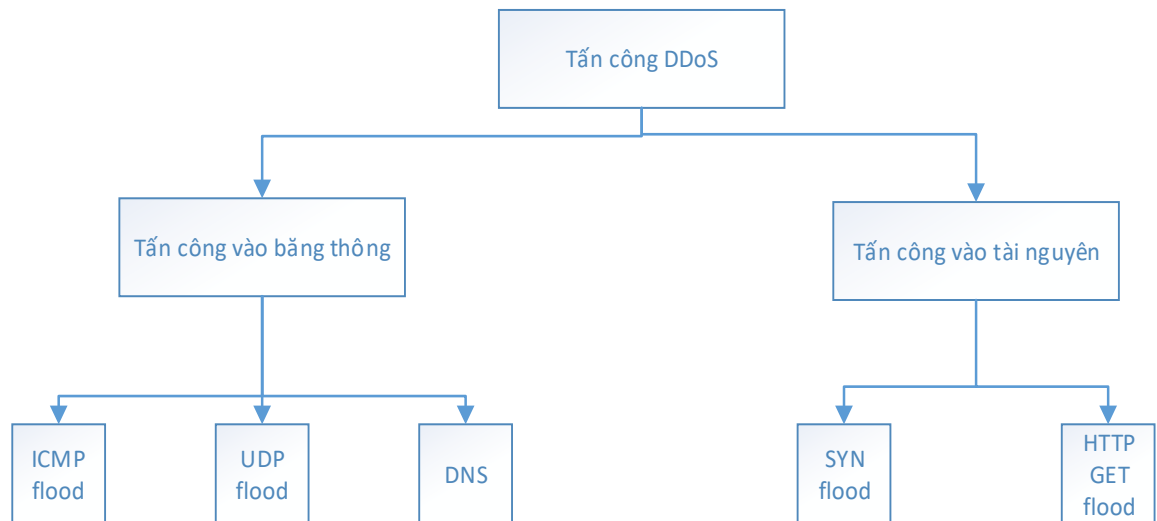 Tấn công DDoS
Tấn công vào băng thông
Tấn công vào tài nguyên
ICMP
flood
UDP
flood
DNS
SYN
flood
HTTP
GET
flood